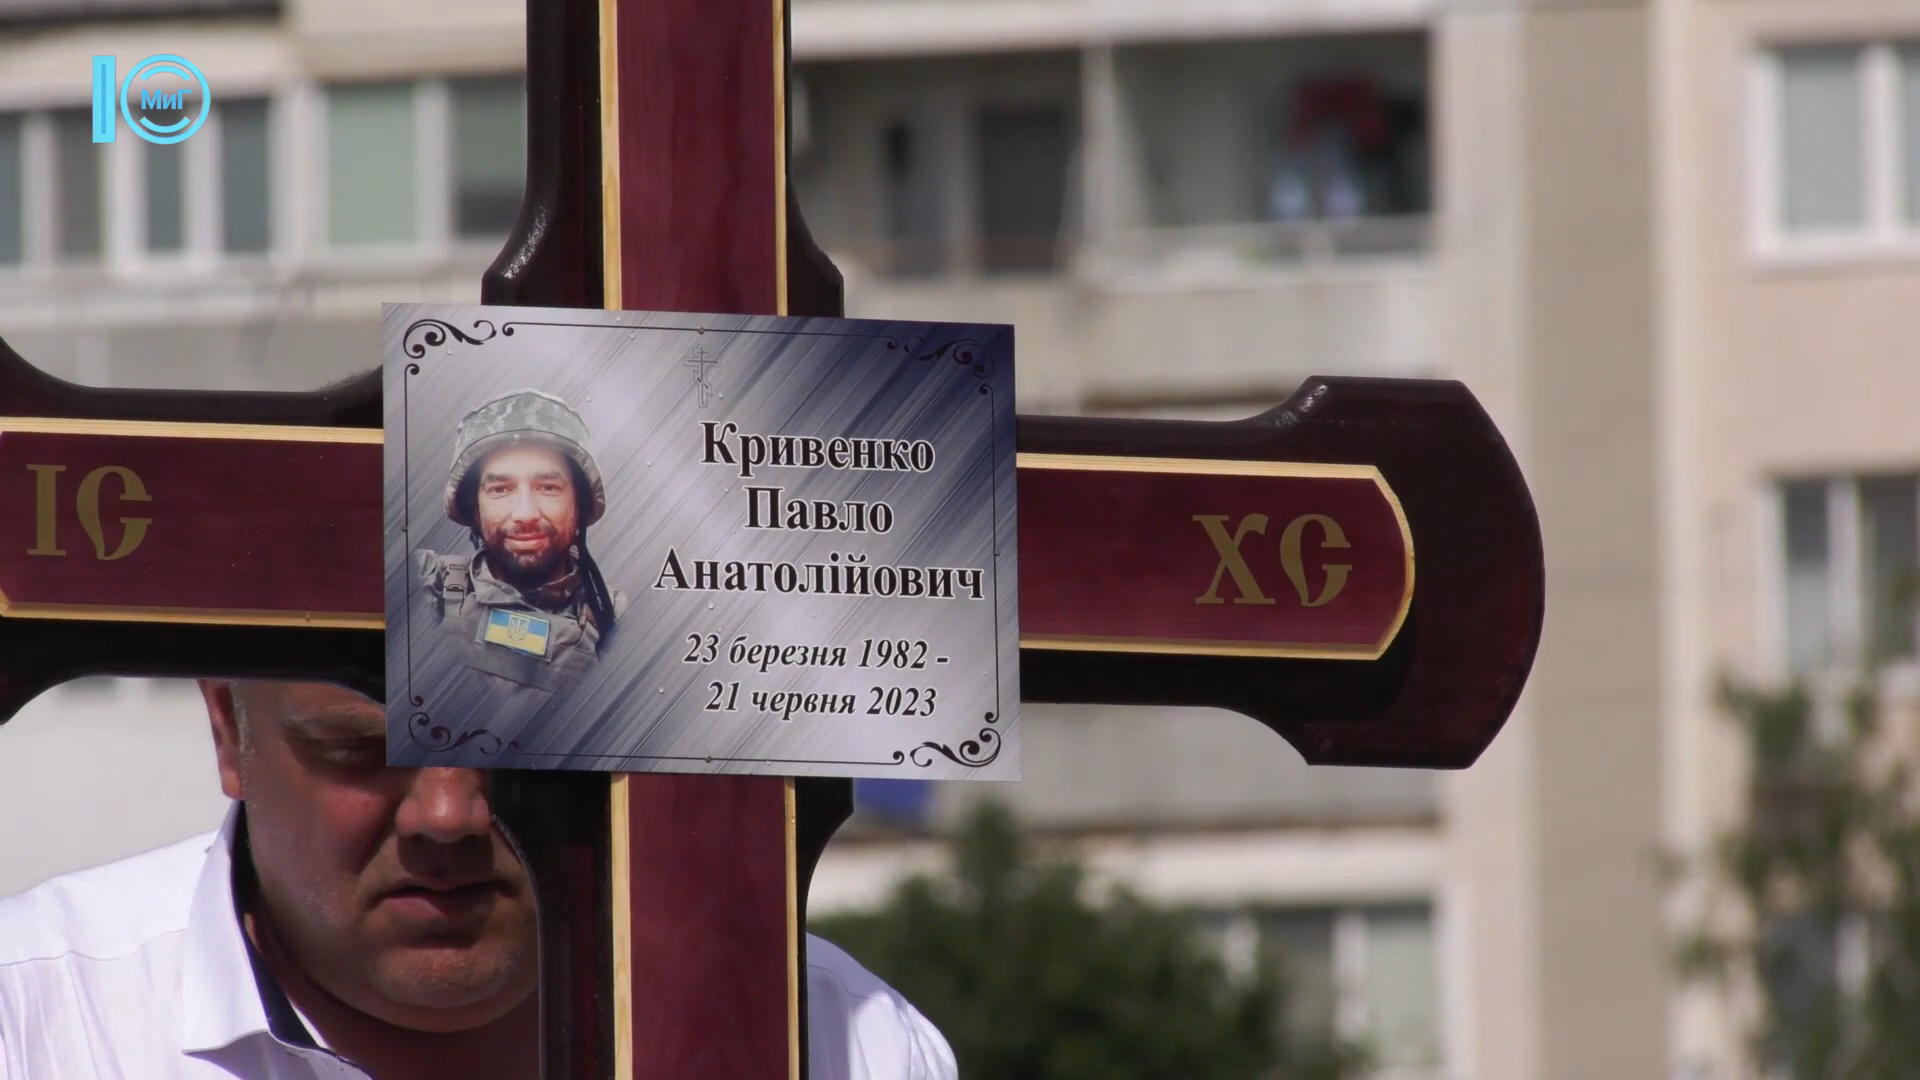 МиГ
Кривенко
Павло
Анатолійович
23 березня 1982 -
21 червня 2023
ІС ХС